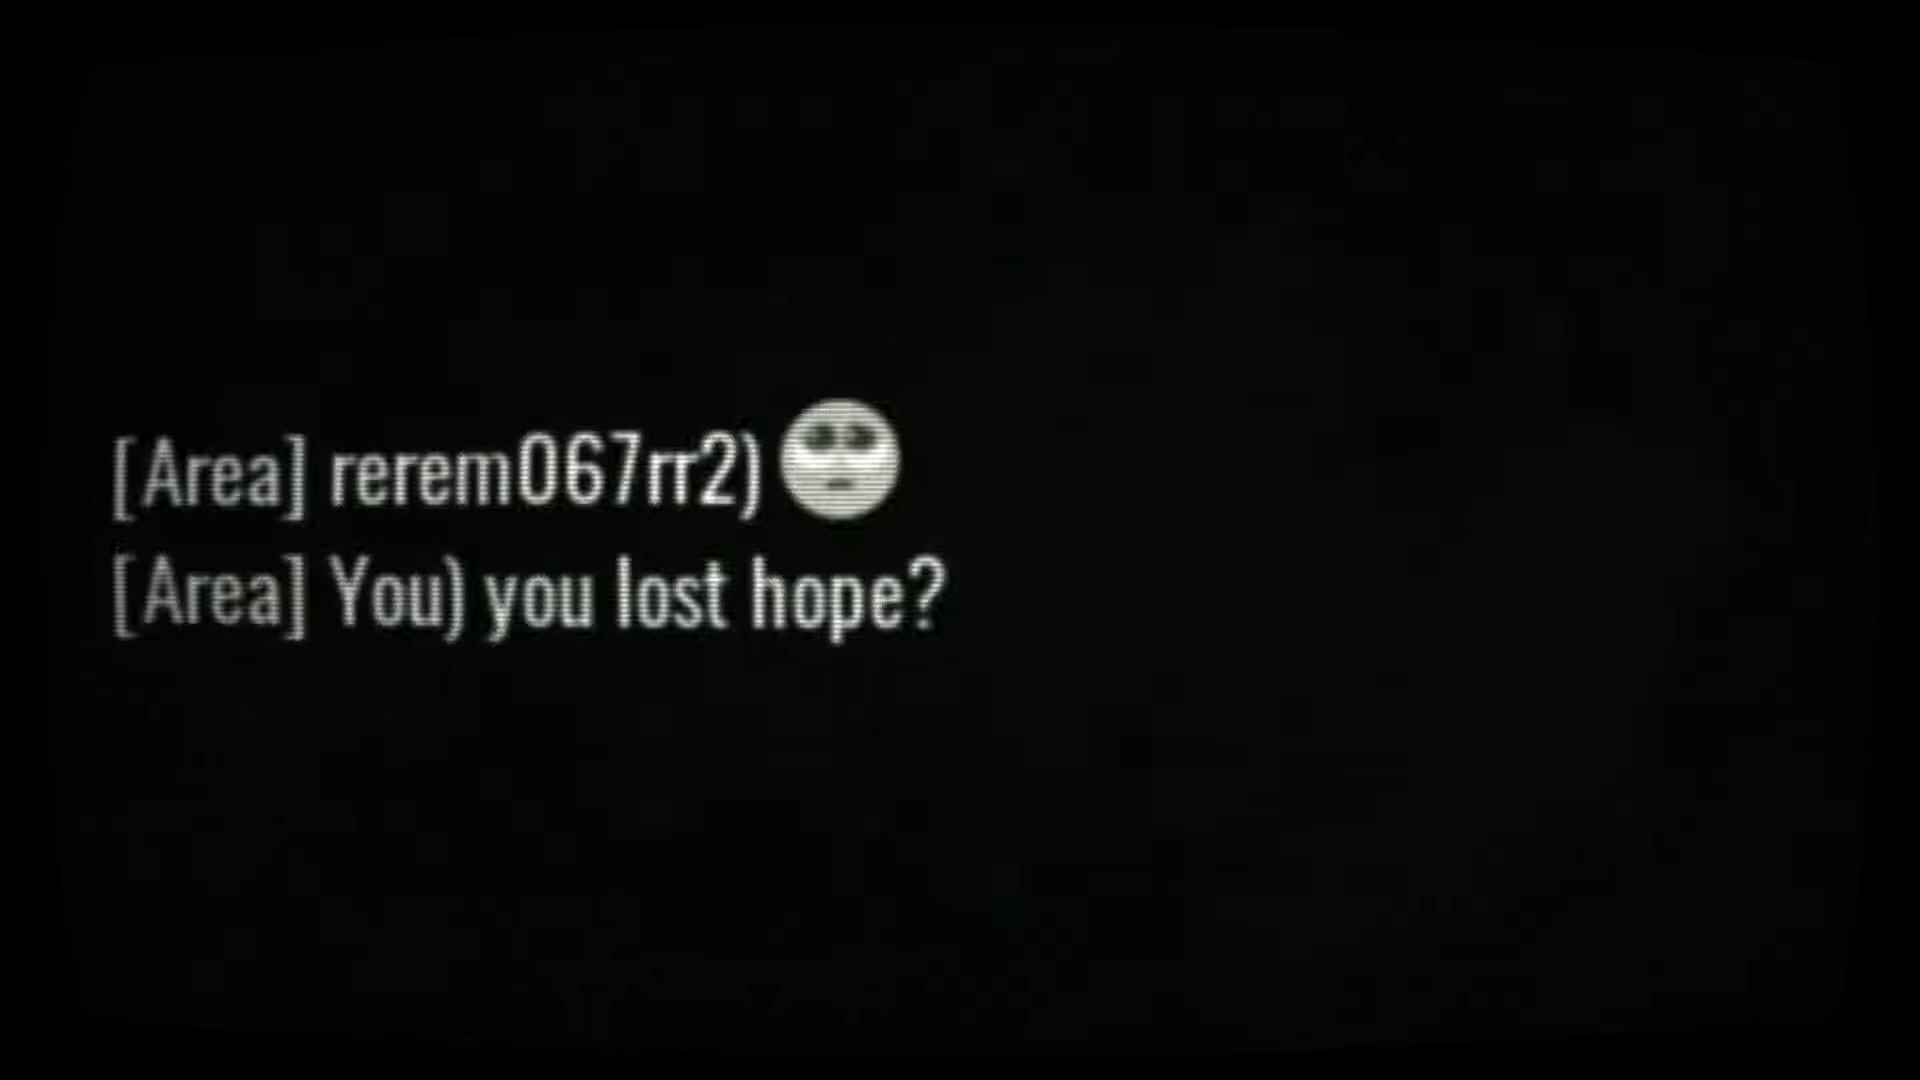 [Area] rerem067rr2) 🥺
[Area] You) you lost hope?